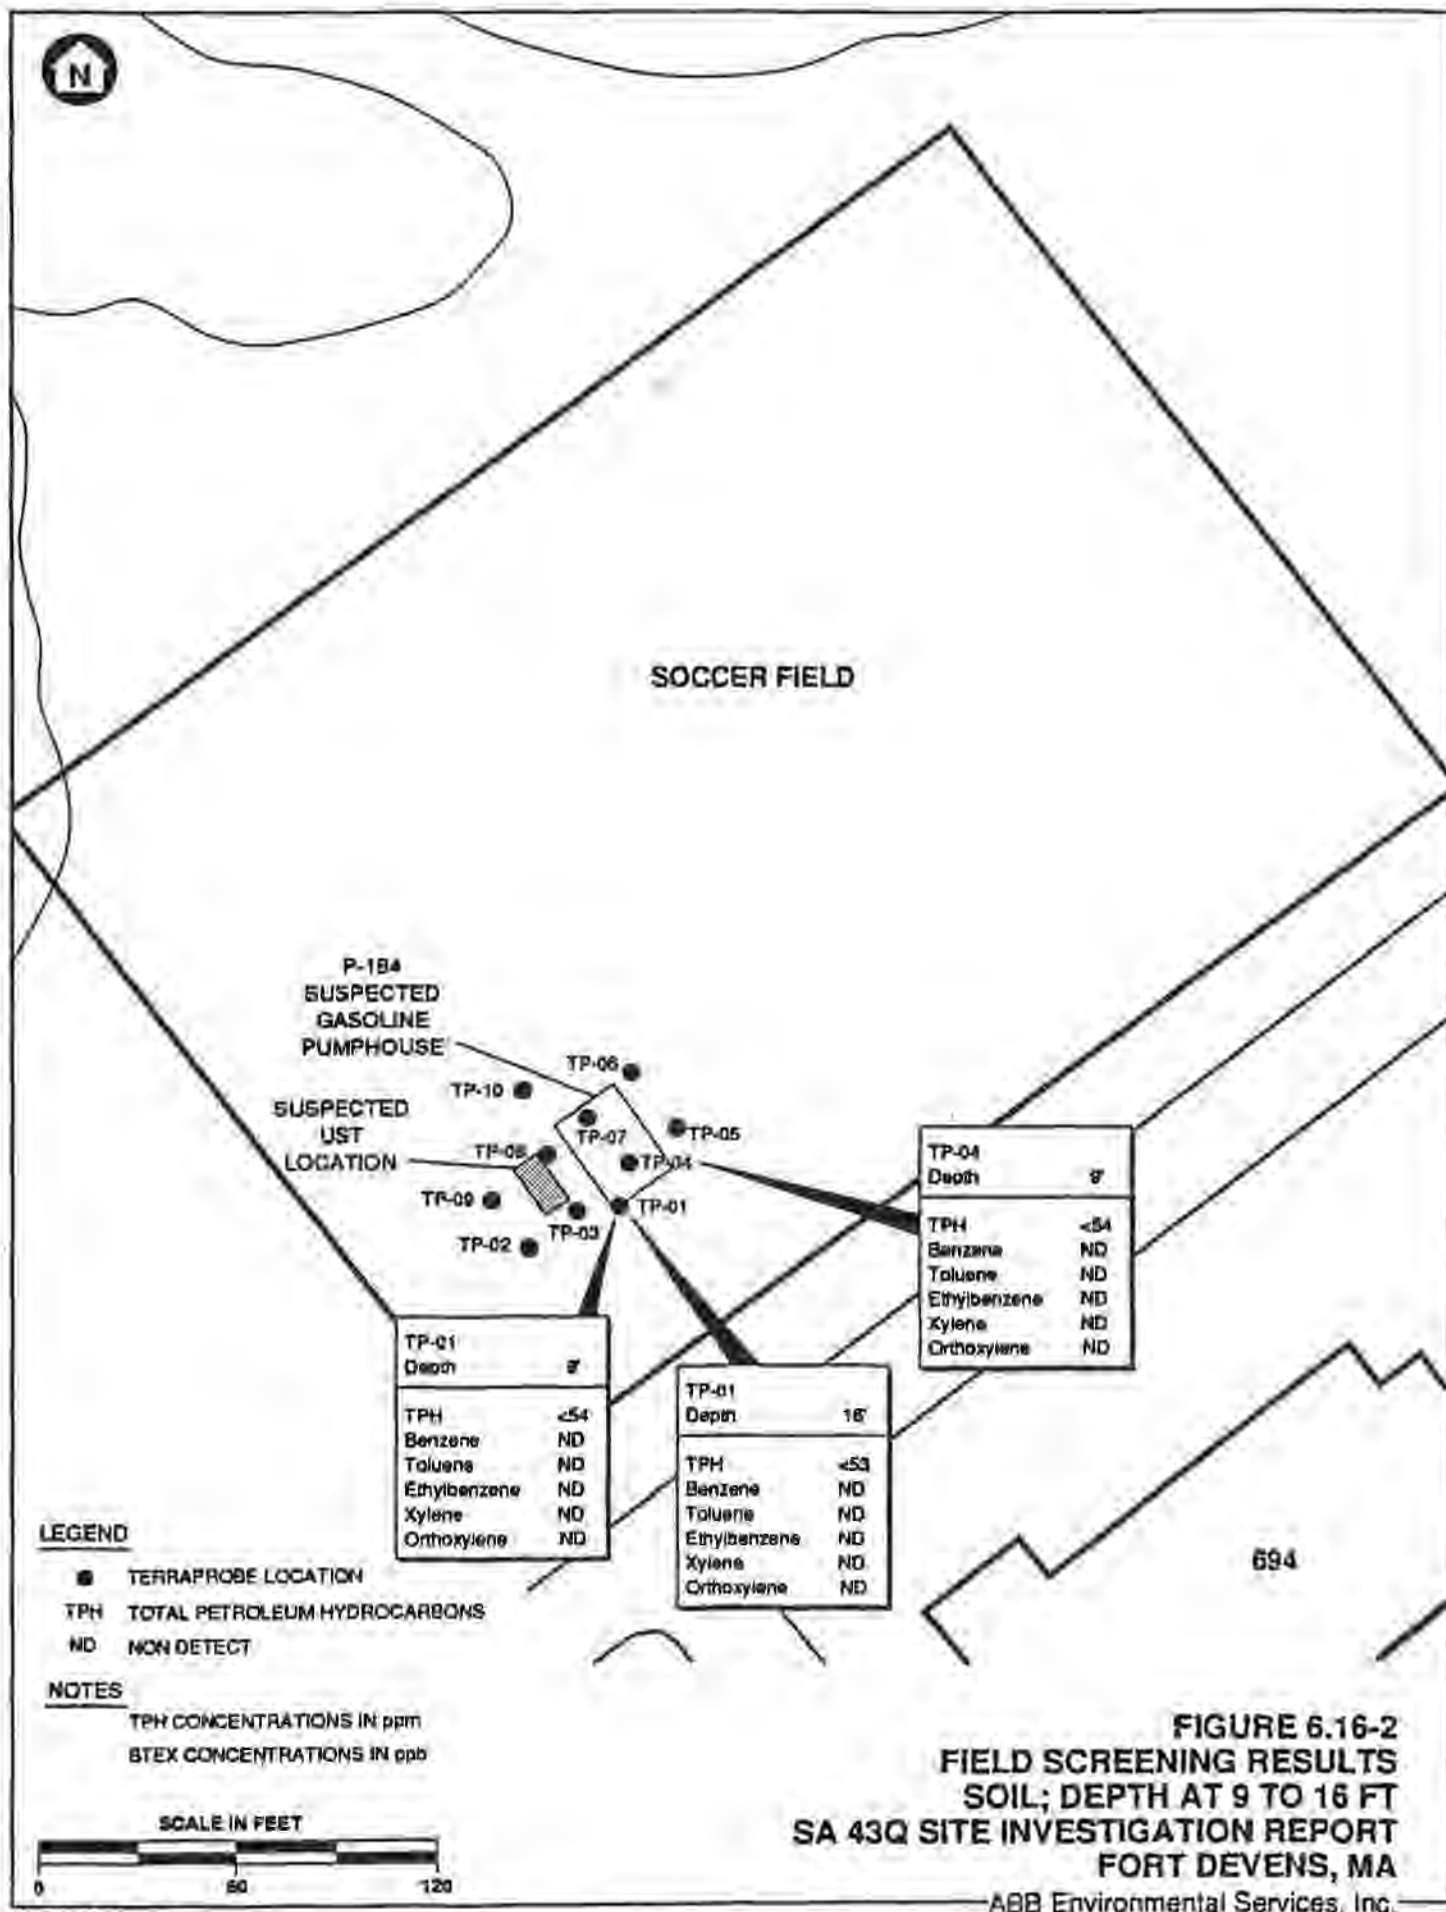 N
SOCCER FIELD
P-184
SUSPECTED
GASOLINE
PUMPHOUSE
SUSPECTED
UST
LOCATION
TP-06
TP-10
TP-07
TP-05
TP-08
TP-04
TP-09
TP-01
TP-03
TP-02
TP-04
Depth 9'
TPH <54
Benzene ND
Toluene ND
Ethylbenzene ND
Xylene ND
Orthoxylene ND
TP-01
Depth 9'
TPH <54
Benzene ND
Toluene ND
Ethylbenzene ND
Xylene ND
Orthoxylene ND
TP-01
Depth 16'
TPH <53
Benzene ND
Toluene ND
Ethylbenzene ND
Xylene ND
Orthoxylene ND
694
LEGEND
TERRAPROBE LOCATION
TPH TOTAL PETROLEUM HYDROCARBONS
ND NON DETECT
NOTES
TPH CONCENTRATIONS IN ppm
BTEX CONCENTRATIONS IN ppb
SCALE IN FEET
0 60 120
FIGURE 6.16-2
FIELD SCREENING RESULTS
SOIL; DEPTH AT 9 TO 16 FT
SA 43Q SITE INVESTIGATION REPORT
FORT DEVENS, MA
ABB Environmental Services, Inc.